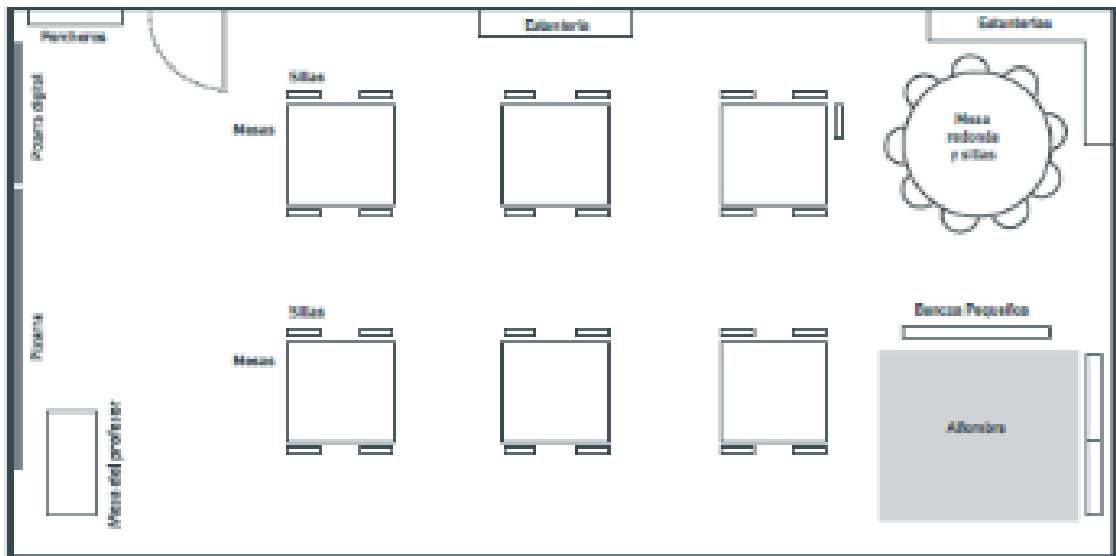 Percheros
Estantería
Estanterías
Pizarra digital
Sillas
Mesas
Mesa
redonda
y sillas
Pizarra
Sillas
Mesas
Bancos Pequeños
Mesa del profesor
Alfombra